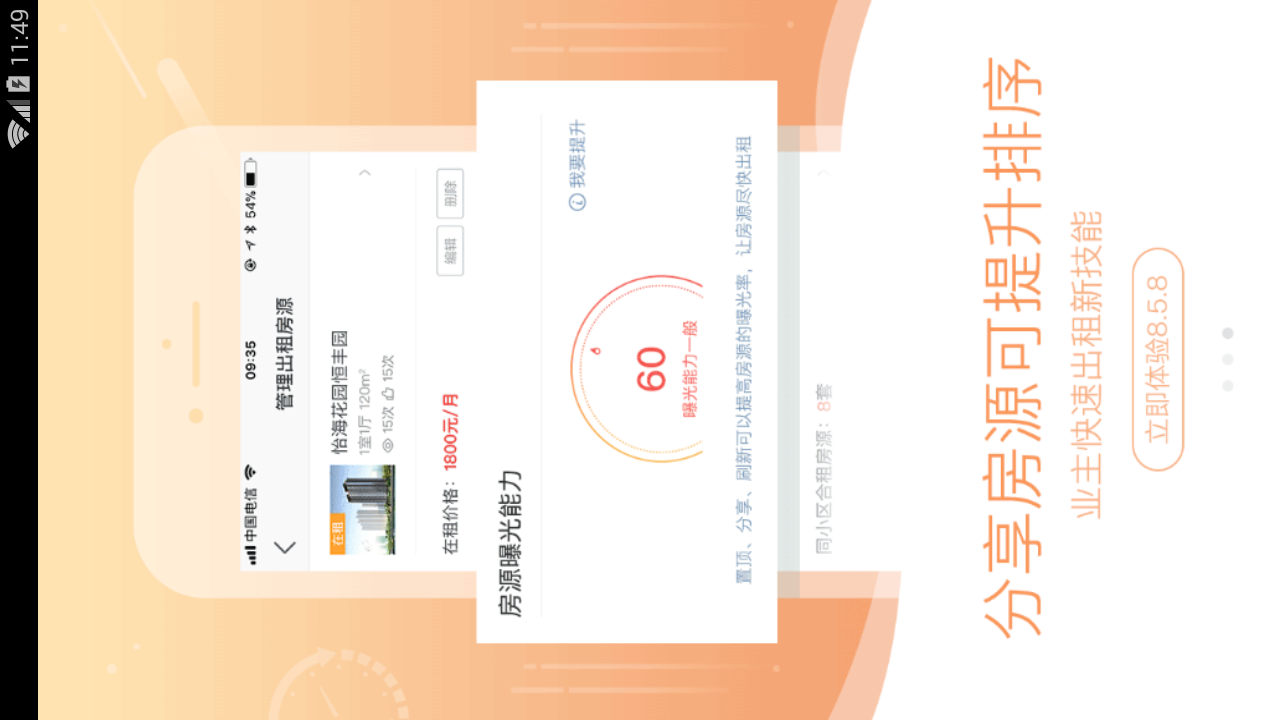 11:49
中国电信
09:35
54%
管理出租房源
在租
怡海花园恒丰园
1室1厅 120m²
15次 15次
在租价格：1800元/月
编辑
删除
房源曝光能力
我要提升
60
曝光能力一般
置顶、分享、刷新可以提高房源的曝光率，让房源尽快出租
同小区合租房源：8套
分享房源可提升排序
业主快速出租新技能
立即体验8.5.8